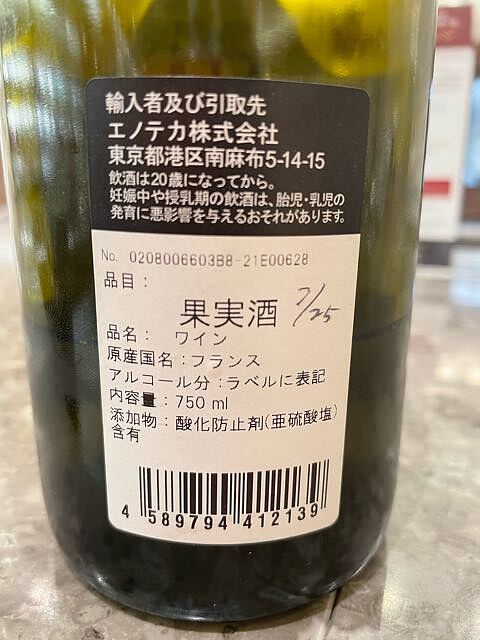 輸入者及び引取先
エノテカ株式会社
東京都港区南麻布5-14-15
飲酒は20歳になってから。
妊娠中や授乳期の飲酒は、胎児・乳児の
発育に悪影響を与えるおそれがあります。
No. 0208006603B8-21E00628
品目：
果実酒 7/25
品名： ワイン
原産国名：フランス
アルコール分：ラベルに表記
内容量：750 ml
添加物：酸化防止剤(亜硫酸塩)
含有
4 589794 412139